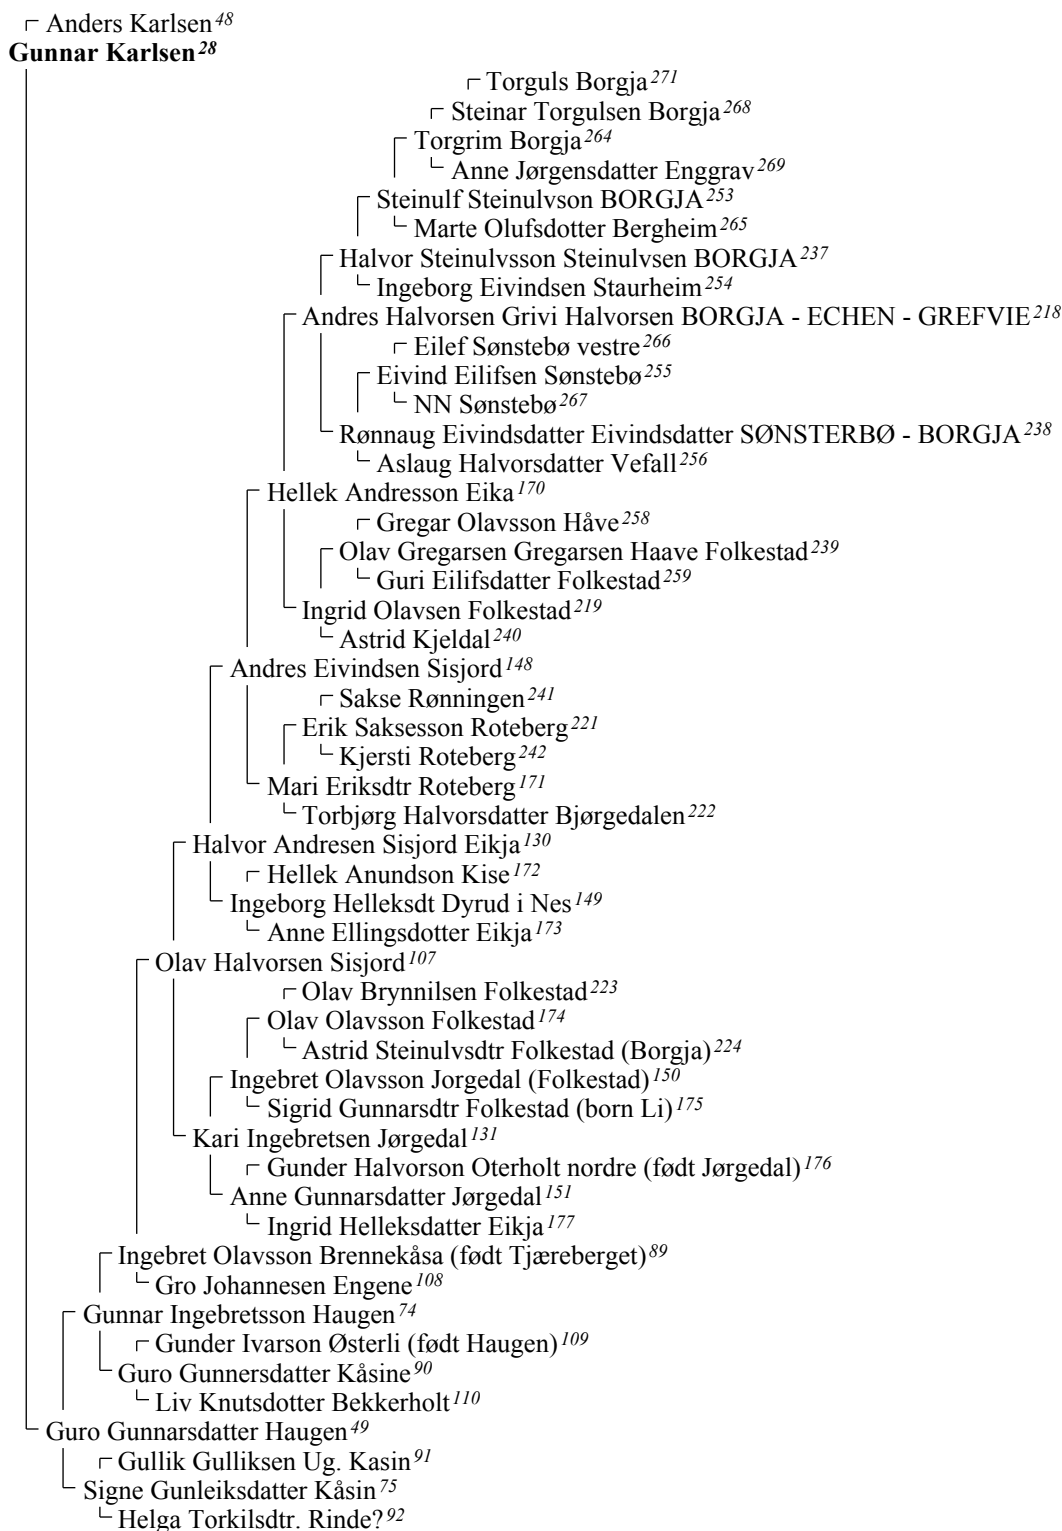 Anders Karlsen48
Gunnar Karlsen28
Torguls Borgja271
Steinar Torgulsen Borgja268
Torgrim Borgja264
Anne Jørgensdatter Enggrav269
Steinulf Steinulvson BORGJA253
Marte Olufsdotter Bergheim265
Halvor Steinulvsson Steinulvsen BORGJA237
Ingeborg Eivindsen Staurheim254
Andres Halvorsen Grivi Halvorsen BORGJA - ECHEN - GREFVIE218
Eilef Sønstebø vestre266
Eivind Eilifsen Sønstebø255
NN Sønstebø267
Rønnaug Eivindsdatter Eivindsdatter SØNSTERBØ - BORGJA238
Aslaug Halvorsdatter Vefall256
Hellek Andresson Eika170
Gregar Olavsson Håve258
Olav Gregarsen Gregarsen Haave Folkestad239
Guri Eilifsdatter Folkestad259
Ingrid Olavsen Folkestad219
Astrid Kjeldal240
Andres Eivindsen Sisjord148
Sakse Rønningen241
Erik Saksesson Roteberg221
Kjersti Roteberg242
Mari Eriksdtr Roteberg171
Torbjørg Halvorsdatter Bjørgedalen222
Halvor Andresen Sisjord Eikja130
Hellek Anundson Kise172
Ingeborg Helleksdt Dyrud i Nes149
Anne Ellingsdotter Eikja173
Olav Halvorsen Sisjord107
Olav Brynnilsen Folkestad223
Olav Olavsson Folkestad174
Astrid Steinulvsdtr Folkestad (Borgja)224
Ingebret Olavsson Jorgedal (Folkestad)150
Sigrid Gunnarsdtr Folkestad (born Li)175
Kari Ingebretsen Jørgedal131
Gunder Halvorson Oterholt nordre (født Jørgedal)176
Anne Gunnarsdatter Jørgedal151
Ingrid Helleksdatter Eikja177
Ingebret Olavsson Brennekåsa (født Tjæreberget)89
Gro Johannesen Engene108
Gunnar Ingebretsson Haugen74
Gunder Ivarson Østerli (født Haugen)109
Guro Gunnersdatter Kåsine90
Liv Knutsdotter Bekkerholt110
Guro Gunnarsdatter Haugen49
Gullik Gulliksen Ug. Kasin91
Signe Gunleiksdatter Kåsin75
Helga Torkilsdtr. Rinde?92